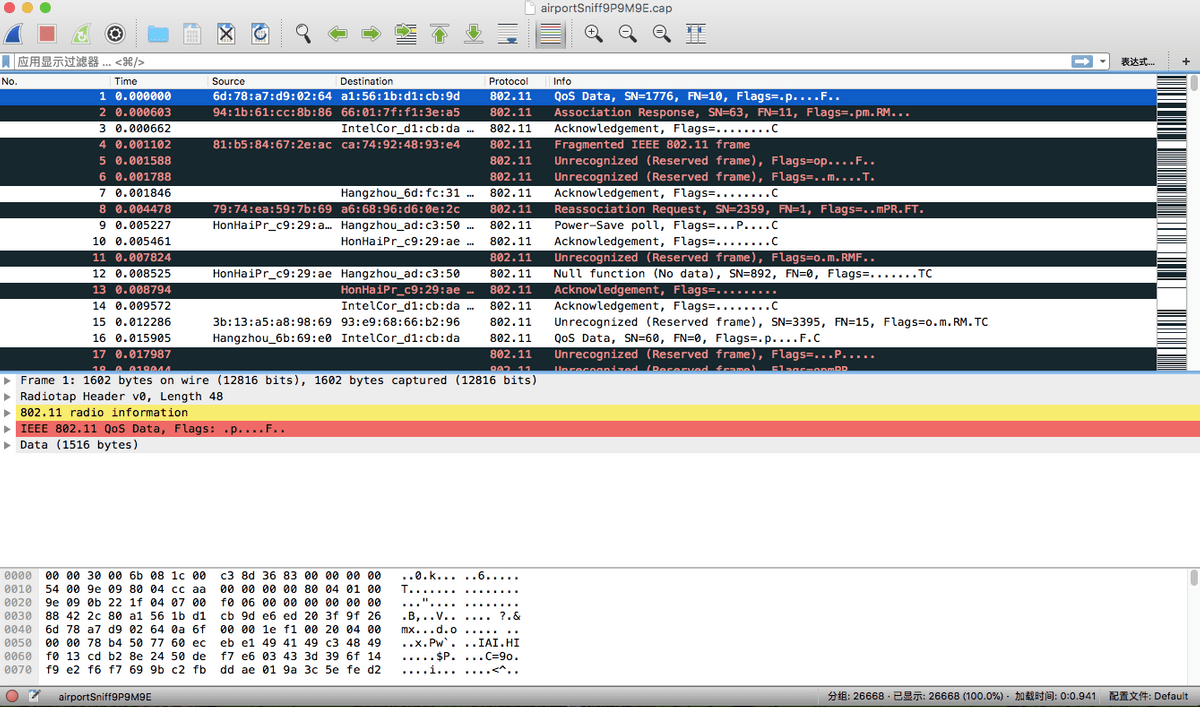 airportSniff9P9M9E.cap
应用显示过滤器 ... <⌘/> 表达式... +
No. Time Source Destination Protocol Info
1 0.000000 6d:78:a7:d9:02:64 a1:56:1b:d1:cb:9d 802.11 QoS Data, SN=1776, FN=10, Flags=.p....F..
2 0.000603 94:1b:61:cc:8b:86 66:01:7f:f1:3e:a5 802.11 Association Response, SN=63, FN=11, Flags=.pm.RM...
3 0.000662 IntelCor_d1:cb:da … 802.11 Acknowledgement, Flags=........C
4 0.001102 81:b5:84:67:2e:ac ca:74:92:48:93:e4 802.11 Fragmented IEEE 802.11 frame
5 0.001588 802.11 Unrecognized (Reserved frame), Flags=op....F..
6 0.001788 802.11 Unrecognized (Reserved frame), Flags=..m....T.
7 0.001846 Hangzhou_6d:fc:31 … 802.11 Acknowledgement, Flags=........C
8 0.004478 79:74:ea:59:7b:69 a6:68:96:d6:0e:2c 802.11 Reassociation Request, SN=2359, FN=1, Flags=..mPR.FT.
9 0.005227 HonHaiPr_c9:29:a… Hangzhou_ad:c3:50 … 802.11 Power-Save poll, Flags=...P....C
10 0.005461 HonHaiPr_c9:29:ae … 802.11 Acknowledgement, Flags=........C
11 0.007824 802.11 Unrecognized (Reserved frame), Flags=o.m.RMF..
12 0.008525 HonHaiPr_c9:29:ae Hangzhou_ad:c3:50 802.11 Null function (No data), SN=892, FN=0, Flags=.......TC
13 0.008794 HonHaiPr_c9:29:ae … 802.11 Acknowledgement, Flags=.........
14 0.009572 IntelCor_d1:cb:da … 802.11 Acknowledgement, Flags=........C
15 0.012286 3b:13:a5:a8:98:69 93:e9:68:66:b2:96 802.11 Unrecognized (Reserved frame), SN=3395, FN=15, Flags=o.m.RM.TC
16 0.015905 Hangzhou_6b:69:e0 IntelCor_d1:cb:da 802.11 QoS Data, SN=60, FN=0, Flags=.p....F.C
17 0.017987 802.11 Unrecognized (Reserved frame), Flags=...P.....
18 0.018044 802.11 Unrecognized (Reserved frame), Flags=opmPR
Frame 1: 1602 bytes on wire (12816 bits), 1602 bytes captured (12816 bits)
Radiotap Header v0, Length 48
802.11 radio information
IEEE 802.11 QoS Data, Flags: .p....F..
Data (1516 bytes)
0000 00 00 30 00 6b 08 1c 00 c3 8d 36 83 00 00 00 00 ..0.k... ..6.....
0010 54 00 9e 09 80 04 cc aa 00 00 00 00 80 04 01 00 T....... ........
0020 9e 09 0b 22 1f 04 07 00 f0 06 00 00 00 00 00 00 ...".... ........
0030 88 42 2c 80 a1 56 1b d1 cb 9d e6 ed 20 3f 9f 26 .B,..V.. .... ?.&
0040 6d 78 a7 d9 02 64 0a 6f 00 00 1e f1 00 20 04 00 mx...d.o ..... ..
0050 00 00 78 b4 50 77 60 ec eb e1 49 41 49 c3 48 49 ..x.Pw`. ..IAI.HI
0060 f0 13 cd b2 8e 24 50 de f7 e6 03 43 3d 39 6f 14 .....$P. ...C=9o.
0070 f9 e2 f6 f7 69 9b c2 fb dd ae 01 9a 3c 5e fe d2 ....i... ....<^..
airportSniff9P9M9E 分组: 26668 · 已显示: 26668 (100.0%) · 加载时间: 0:0.941 配置文件: Default